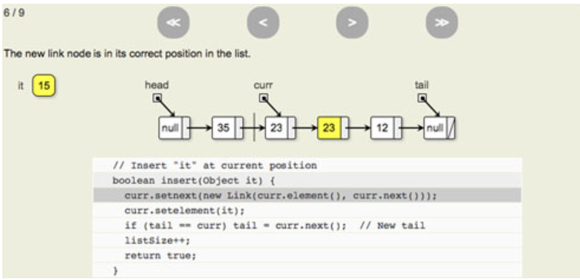 6 / 9
≪ < > ≫
The new link node is in its correct position in the list.
it 15
head curr tail
null 35 23 23 12 null
// Insert "it" at current position
boolean insert(Object it) {
curr.setnext(new Link(curr.element(), curr.next()));
curr.setelement(it);
if (tail == curr) tail = curr.next(); // New tail
listSize++;
return true;
}